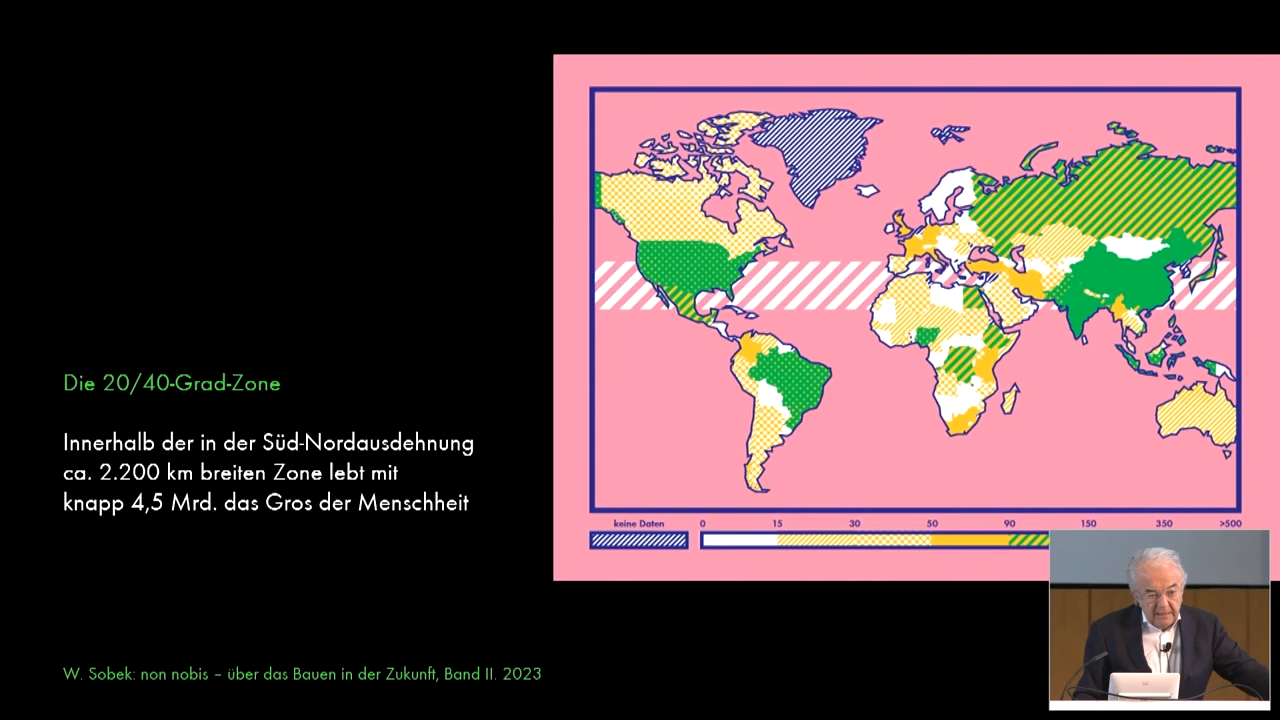 Die 20/40-Grad-Zone
Innerhalb der in der Süd-Nordausdehnung
ca. 2.200 km breiten Zone lebt mit
knapp 4,5 Mrd. das Gros der Menschheit
keine Daten
0 15 30 50 90 150 350 >500
W. Sobek: non nobis – über das Bauen in der Zukunft, Band II. 2023